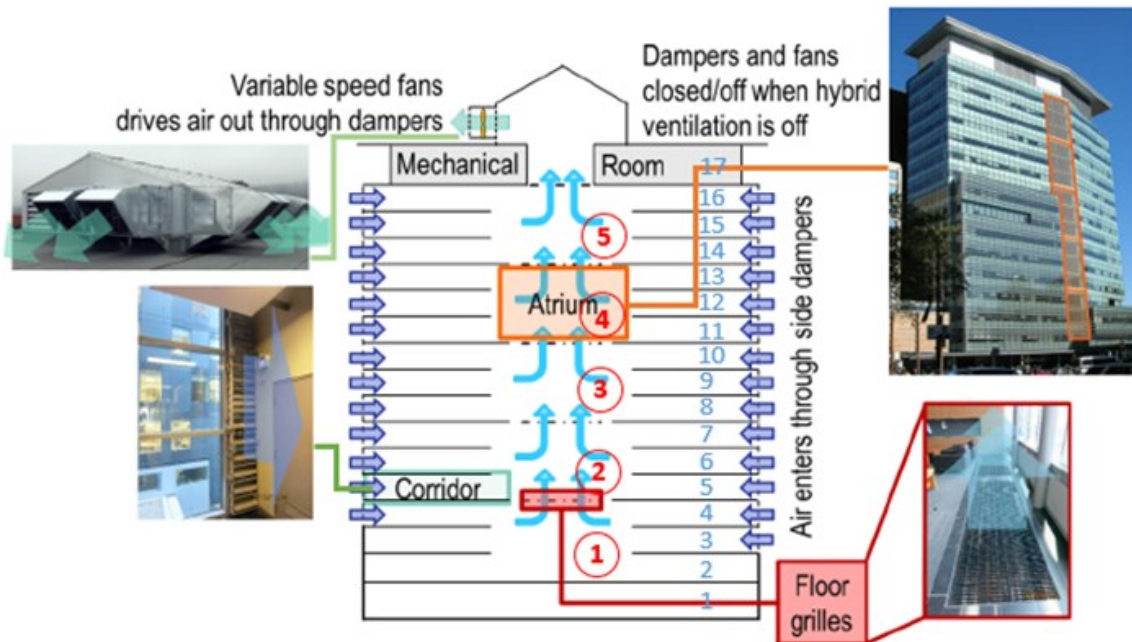 Variable speed fans
drives air out through dampers
Dampers and fans
closed/off when hybrid
ventilation is off
Mechanical
Room
17
16
15
5
14
13
Atrium
12
4
11
10
3
9
8
7
2
6
Corridor
5
4
3
1
2
1
Air enters through side dampers
Floor
grilles